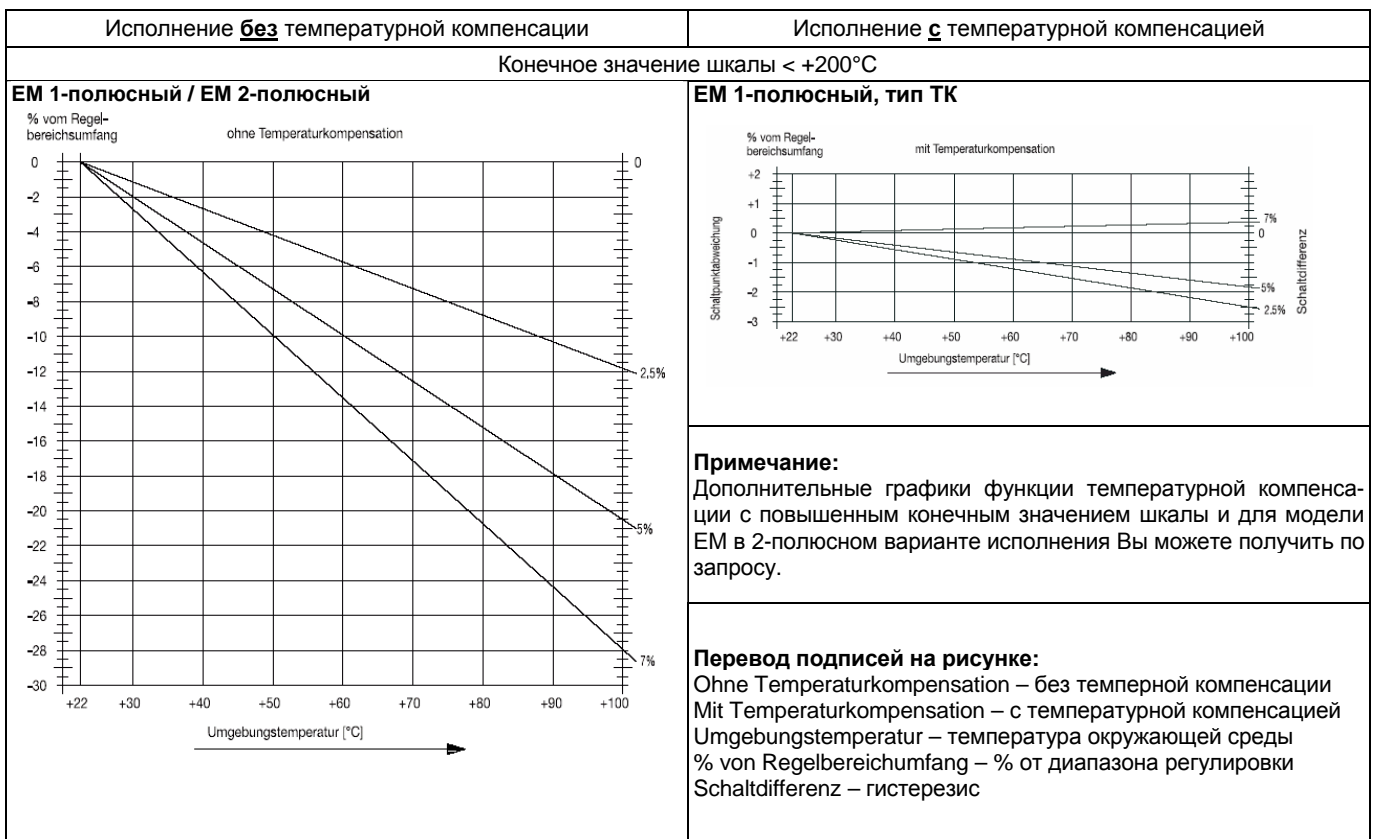 Исполнение без температурной компенсации
Исполнение с температурной компенсацией
Конечное значение шкалы < +200°C
ЕМ 1-полюсный / ЕМ 2-полюсный
% vom Regel-
bereichsumfang
ohne Temperaturkompensation
0
0
-2
-4
-6
-8
-10
-12
-14
-16
-18
-20
-22
-24
-26
-28
-30
2.5%
5%
7%
+22 +30 +40 +50 +60 +70 +80 +90 +100
Umgebungstemperatur [°C]
ЕМ 1-полюсный, тип ТК
% vom Regel-
bereichsumfang
mit Temperaturkompensation
Schaltpunktabweichung
+2
+1
0
-1
-2
-3
7%
0
5%
2.5%
Schaltdifferenz
+22 +30 +40 +50 +60 +70 +80 +90 +100
Umgebungstemperatur [°C]
Примечание:
Дополнительные графики функции температурной компенса-
ции с повышенным конечным значением шкалы и для модели
ЕМ в 2-полюсном варианте исполнения Вы можете получить по
запросу.
Перевод подписей на рисунке:
Ohne Temperaturkompensation – без темперной компенсации
Mit Temperaturkompensation – с температурной компенсацией
Umgebungstemperatur – температура окружающей среды
% von Regelbereichumfang – % от диапазона регулировки
Schaltdifferenz – гистерезис